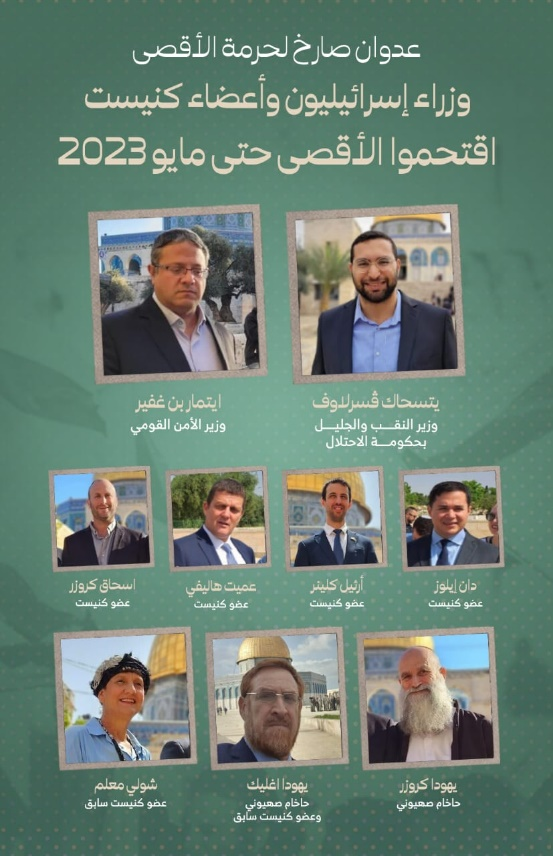 عدوان صارخ لحرمة الأقصى
وزراء إسرائيليون وأعضاء كنيست
اقتحموا الأقصى حتى مايو 2023
يتسحاك ڤسرلاوف
وزير النقب والجليل
بحكومة الاحتلال
ايتمار بن غفير
وزير الأمن القومي
دان إيلوز
عضو كنيست
أرئيل كلينر
عضو كنيست
عميت هاليفي
عضو كنيست
اسحاق كروزر
عضو كنيست
يهودا كروزر
حاخام صهيوني
يهودا اغليك
حاخام صهيوني
وعضو كنيست سابق
شولي معلم
عضو كنيست سابق